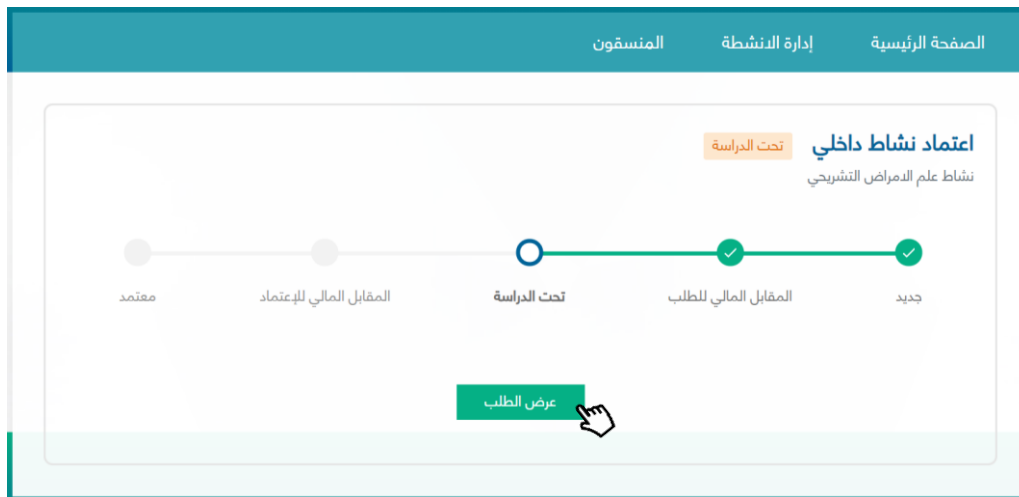 الصفحة الرئيسية إدارة الانشطة المنسقون
اعتماد نشاط داخلي تحت الدراسة
نشاط علم الامراض التشريحي
جديد المقابل المالي للطلب تحت الدراسة المقابل المالي للإعتماد معتمد
عرض الطلب